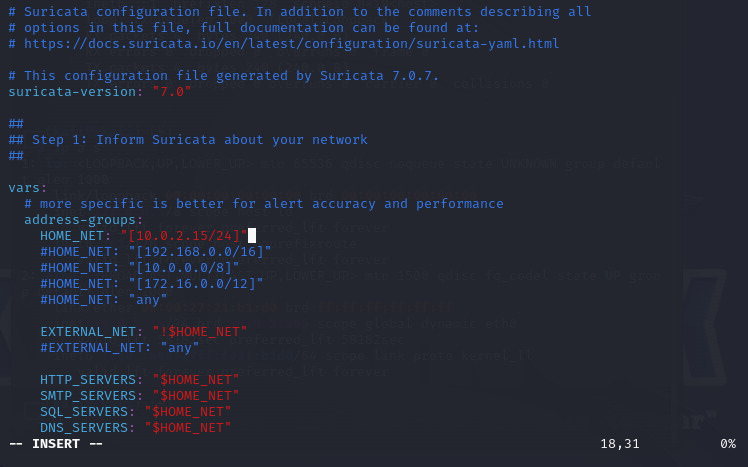 # Suricata configuration file. In addition to the comments describing all
# options in this file, full documentation can be found at:
# https://docs.suricata.io/en/latest/configuration/suricata-yaml.html
# This configuration file generated by Suricata 7.0.7.
suricata-version: "7.0"
##
## Step 1: Inform Suricata about your network
##
vars:
  # more specific is better for alert accuracy and performance
  address-groups:
    HOME_NET: "[10.0.2.15/24]"
    #HOME_NET: "[192.168.0.0/16]"
    #HOME_NET: "[10.0.0.0/8]"
    #HOME_NET: "[172.16.0.0/12]"
    #HOME_NET: "any"
    EXTERNAL_NET: "!$HOME_NET"
    #EXTERNAL_NET: "any"
    HTTP_SERVERS: "$HOME_NET"
    SMTP_SERVERS: "$HOME_NET"
    SQL_SERVERS: "$HOME_NET"
    DNS_SERVERS: "$HOME_NET"
-- INSERT -- 18,31 0%